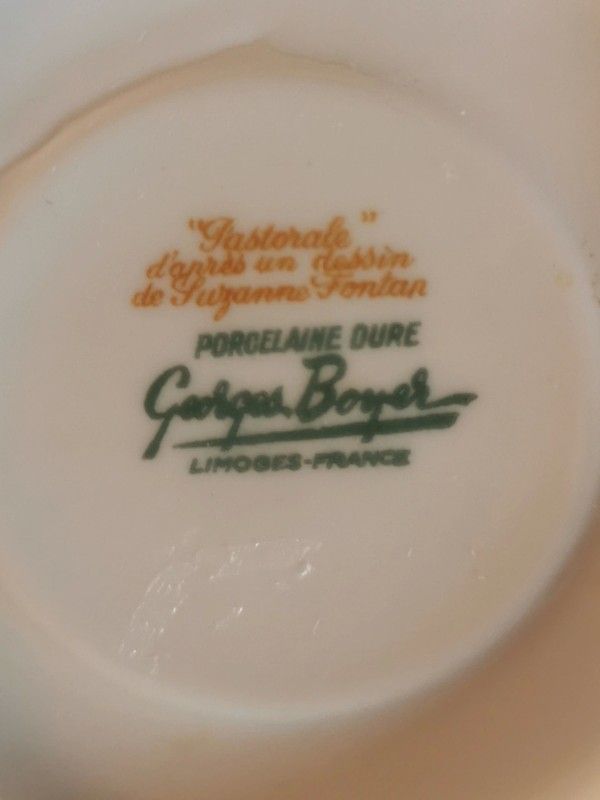 "Pastorale"
d'après un dessin
de Suzanne Fontan
PORCELAINE DURE
Georges Boyer
LIMOGES-FRANCE